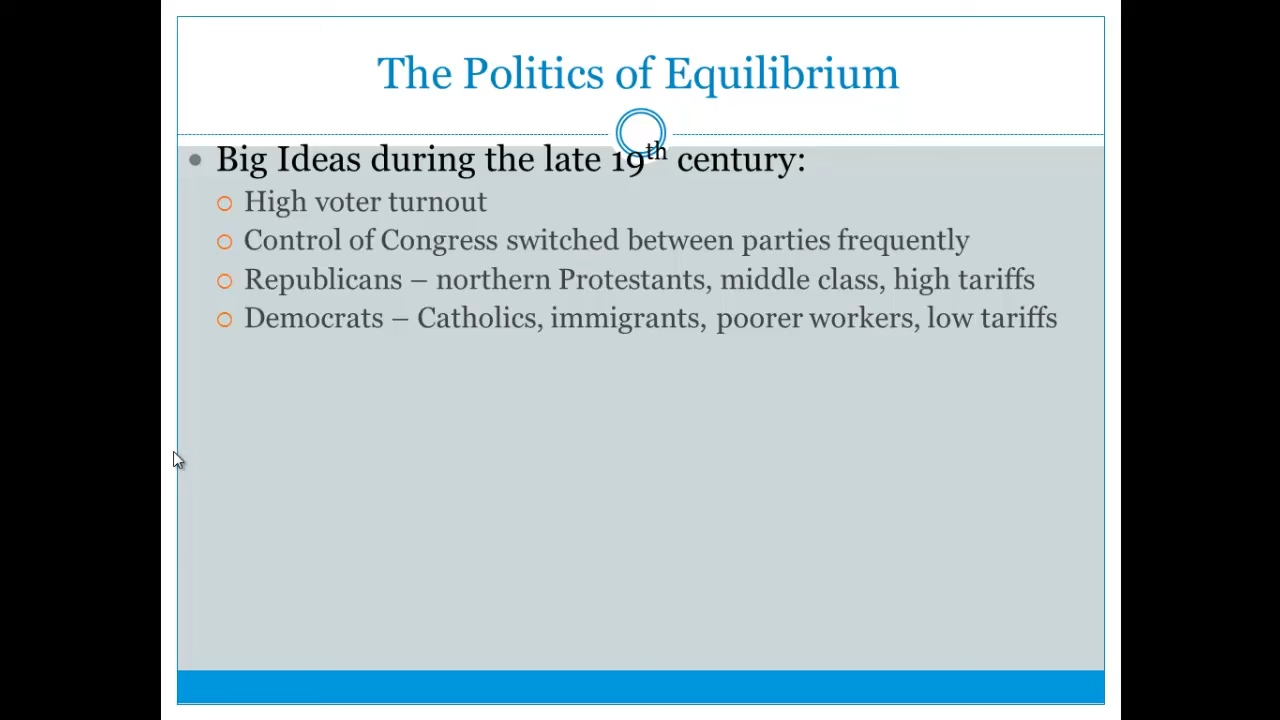 The Politics of Equilibrium
• Big Ideas during the late 19th century:
○ High voter turnout
○ Control of Congress switched between parties frequently
○ Republicans – northern Protestants, middle class, high tariffs
○ Democrats – Catholics, immigrants, poorer workers, low tariffs